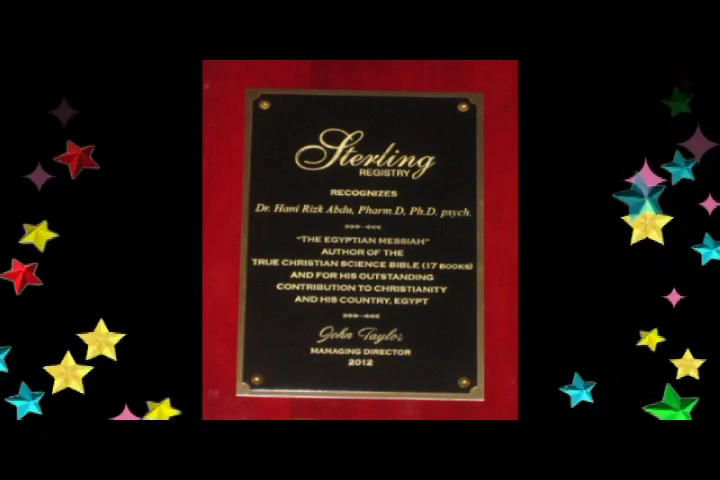 Sterling
REGISTRY
RECOGNIZES
Dr. Hani Rizk Abdu, Pharm.D, Ph.D. psych.
>>>--<<<
"THE EGYPTIAN MESSIAH"
AUTHOR OF THE
TRUE CHRISTIAN SCIENCE BIBLE (17 BOOKS)
AND FOR HIS OUTSTANDING
CONTRIBUTION TO CHRISTIANITY
AND HIS COUNTRY, EGYPT
>>>--<<<
John Taylor
MANAGING DIRECTOR
2012